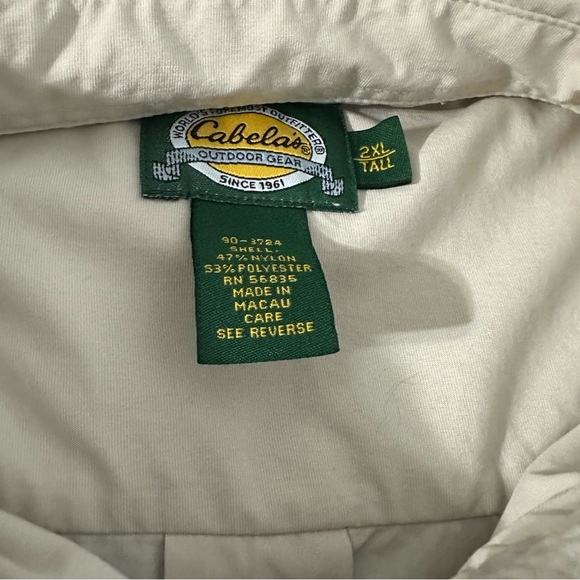 WORLD'S FOREMOST OUTFITTER®
Cabela's®
OUTDOOR GEAR
SINCE 1961
2XL
TALL
90-3724
SHELL:
47% NYLON
53% POLYESTER
RN 56835
MADE IN
MACAU
CARE
SEE REVERSE